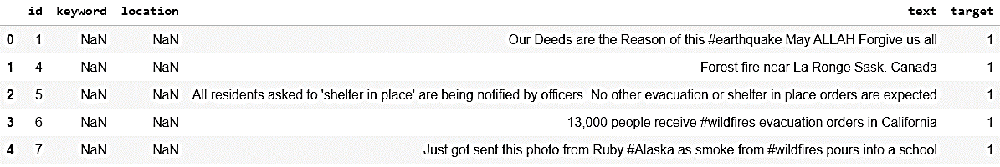 id keyword location text target
0 1 NaN NaN Our Deeds are the Reason of this #earthquake May ALLAH Forgive us all 1
1 4 NaN NaN Forest fire near La Ronge Sask. Canada 1
2 5 NaN NaN All residents asked to 'shelter in place' are being notified by officers. No other evacuation or shelter in place orders are expected 1
3 6 NaN NaN 13,000 people receive #wildfires evacuation orders in California 1
4 7 NaN NaN Just got sent this photo from Ruby #Alaska as smoke from #wildfires pours into a school 1